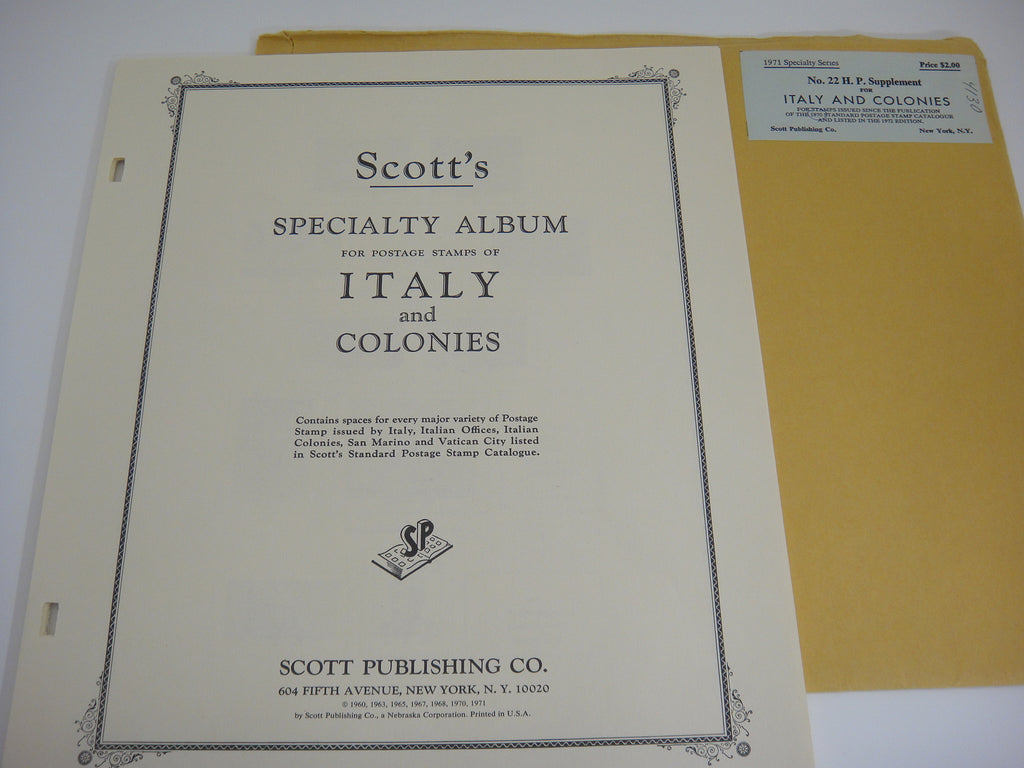 Scott's
SPECIALTY ALBUM
FOR POSTAGE STAMPS OF
ITALY
and
COLONIES
Contains spaces for every major variety of Postage
Stamp issued by Italy, Italian Offices, Italian
Colonies, San Marino and Vatican City listed
in Scott's Standard Postage Stamp Catalogue.
SP
SCOTT PUBLISHING CO.
604 FIFTH AVENUE, NEW YORK, N. Y. 10020
© 1960, 1963, 1965, 1967, 1968, 1970, 1971
by Scott Publishing Co., a Nebraska Corporation. Printed in U.S.A.
1971 Specialty Series Price $2.00
No. 22 H. P. Supplement
FOR
ITALY AND COLONIES
FOR STAMPS ISSUED SINCE THE PUBLICATION
OF THE 1970 STANDARD POSTAGE STAMP CATALOGUE
AND LISTED IN THE 1972 EDITION.
Scott Publishing Co. New York, N.Y.